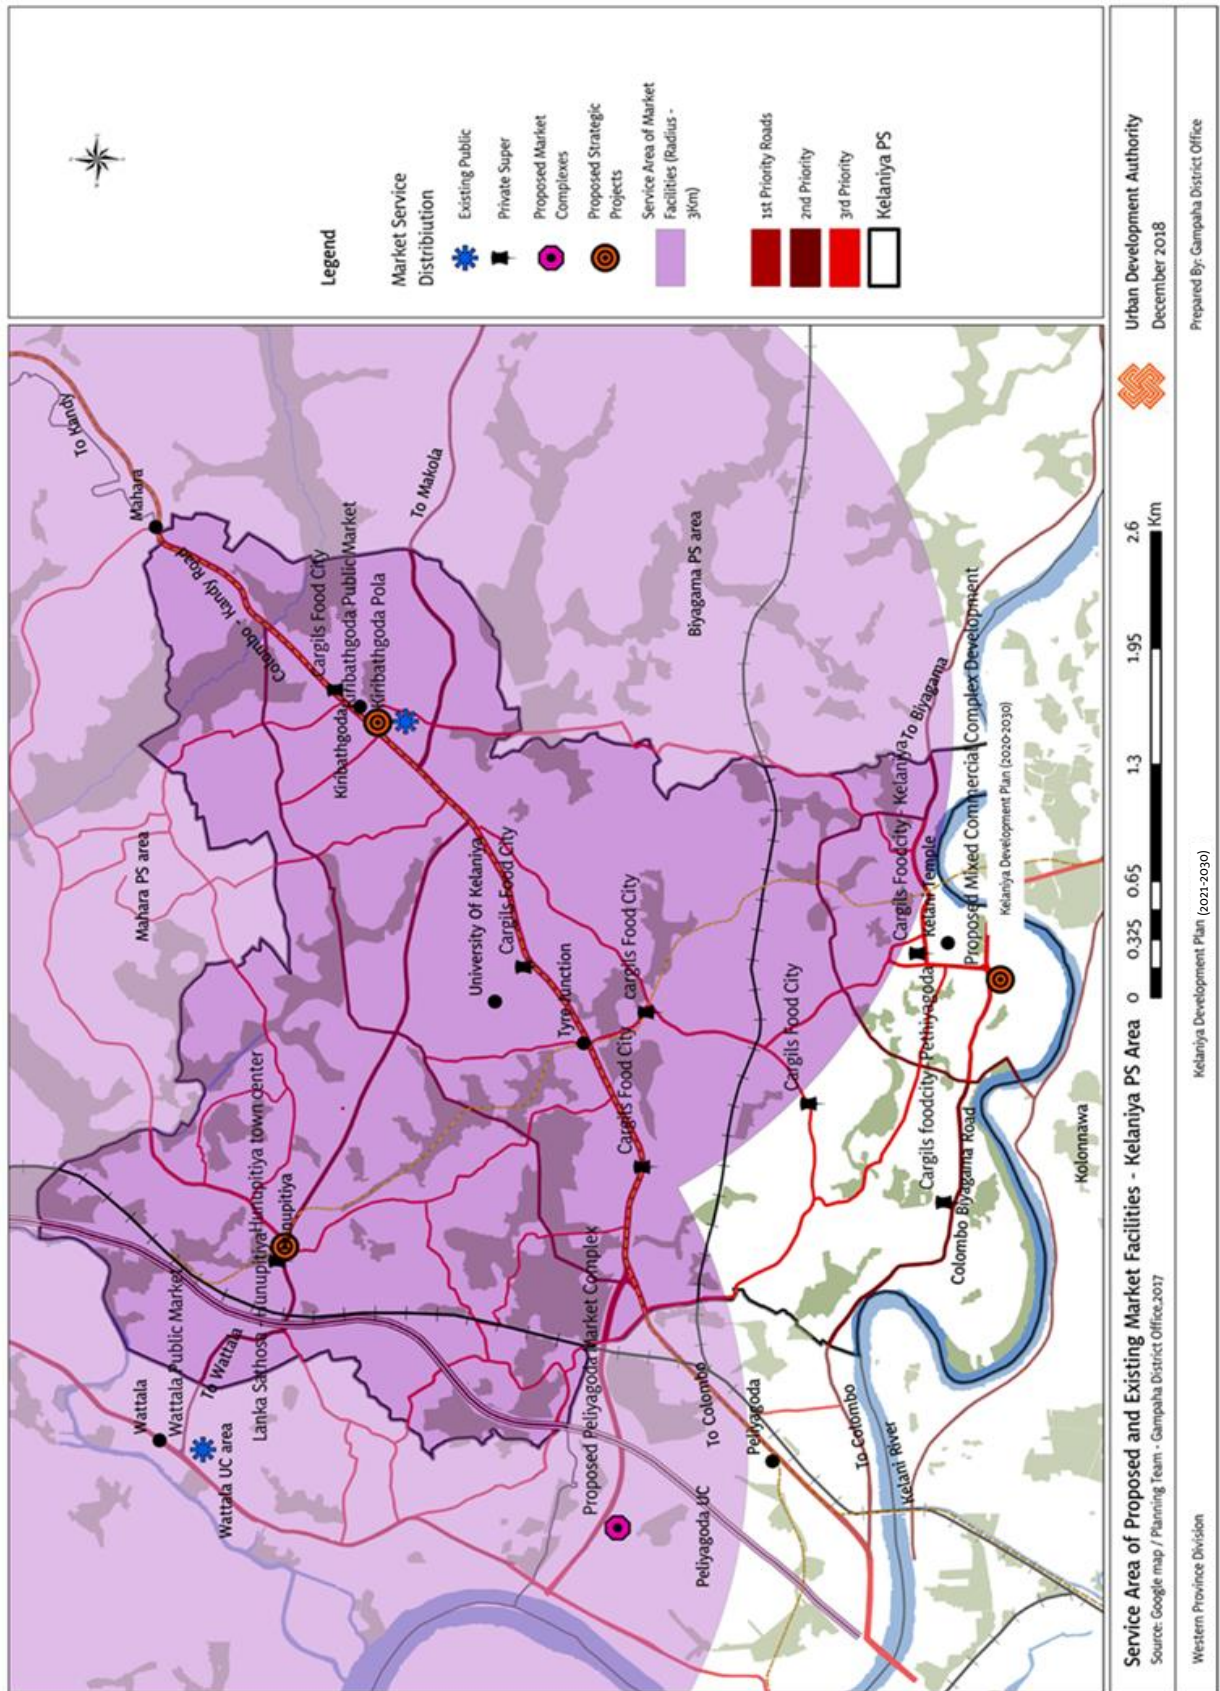 To Kandy
Mahara
Colombo - Kandy Road
Cargils Food City
Kiribathgoda Public Market
Kiribathgoda Pola
Kiribathgoda
To Makola
Mahara PS area
Biyagama PS area
University Of Kelaniya
Cargils Food City
Tyre Junction
cargils Food City
Cargils Food City
Cargils Food City
To Biyagama
Cargils Foodcity - Kelaniya
Kelani Temple
Proposed Mixed Commercial Complex Development
Kelaniya Development Plan (2020-2030)
Cargils foodcity - Pethiyagoda
Colombo Biyagama Road
Kolonnawa
Hunupitiya town center
Lanka Sathosa - Hunupitiya
Wattala
Wattala Public Market
To Wattala
Wattala UC area
Proposed Peliyagoda Market Complex
Peliyagoda UC
To Colombo
Peliyagoda
To Colombo
Kelani River
Legend
Market Service
Distribiution
Existing Public
Private Super
Proposed Market
Complexes
Proposed Strategic
Projects
Service Area of Market
Facilities (Radius -
3Km)
1st Priority Roads
2nd Priority
3rd Priority
Kelaniya PS
Service Area of Proposed and Existing Market Facilities - Kelaniya PS Area
Source: Google map / Planning Team - Gampaha District Office,2017
0 0.325 0.65 1.3 1.95 2.6
Km
Urban Development Authority
December 2018
Western Province Division
Kelaniya Development Plan (2021-2030)
Prepared By: Gampaha District Office